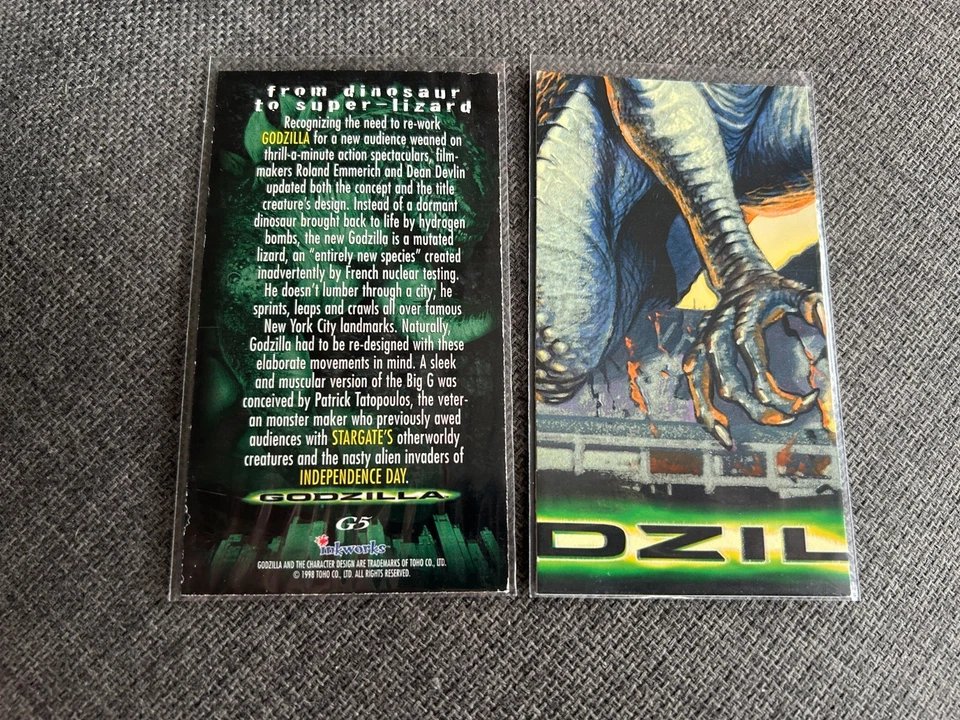 from dinosaur
to super-lizard
Recognizing the need to re-work
GODZILLA for a new audience weaned on
thrill-a-minute action spectaculars, film-
makers Roland Emmerich and Dean Devlin
updated both the concept and the title
creature's design. Instead of a dormant
dinosaur brought back to life by hydrogen
bombs, the new Godzilla is a mutated
lizard, an "entirely new species" created
inadvertently by French nuclear testing.
He doesn't lumber through a city; he
sprints, leaps and crawls all over famous
New York City landmarks. Naturally,
Godzilla had to be re-designed with these
elaborate movements in mind. A sleek
and muscular version of the Big G was
conceived by Patrick Tatopoulos, the veter-
an monster maker who previously awed
audiences with STARGATE'S otherworldly
creatures and the nasty alien invaders of
INDEPENDENCE DAY.
GODZILLA
G5
inkworks
GODZILLA AND THE CHARACTER DESIGN ARE TRADEMARKS OF TOHO CO., LTD.
© 1998 TOHO CO., LTD. ALL RIGHTS RESERVED.
DZIL